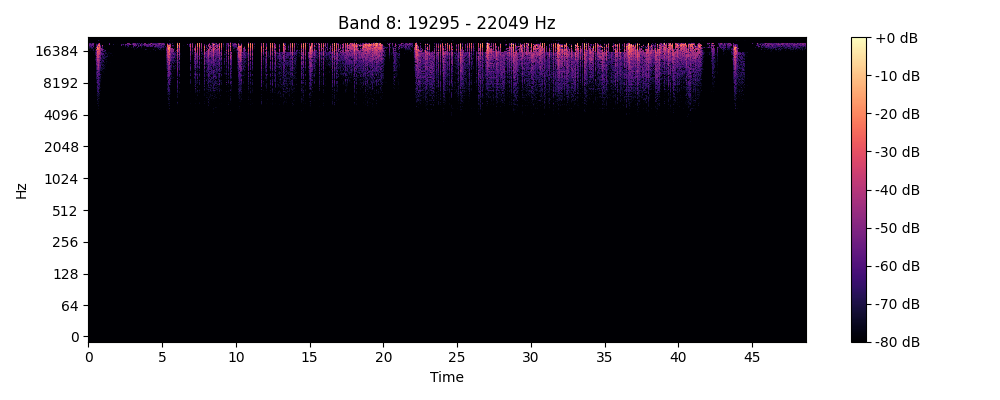 Band 8: 19295 - 22049 Hz
Hz
16384
8192
4096
2048
1024
512
256
128
64
0
0 5 10 15 20 25 30 35 40 45
Time
+0 dB
-10 dB
-20 dB
-30 dB
-40 dB
-50 dB
-60 dB
-70 dB
-80 dB